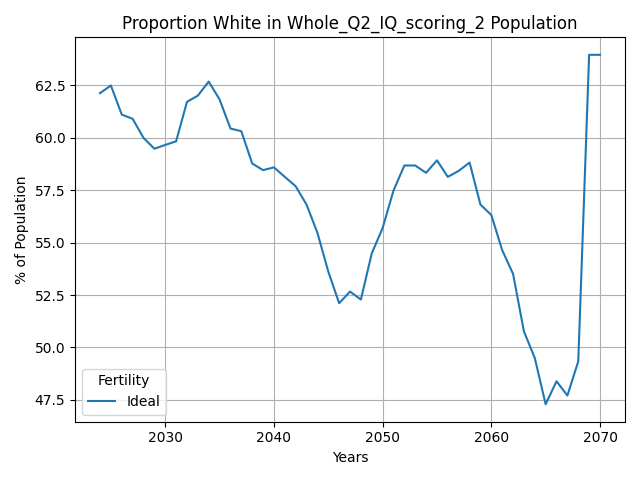 Proportion White in Whole_Q2_IQ_scoring_2 Population
% of Population
62.5
60.0
57.5
55.0
52.5
50.0
47.5
Fertility
Ideal
2030
2040
2050
2060
2070
Years